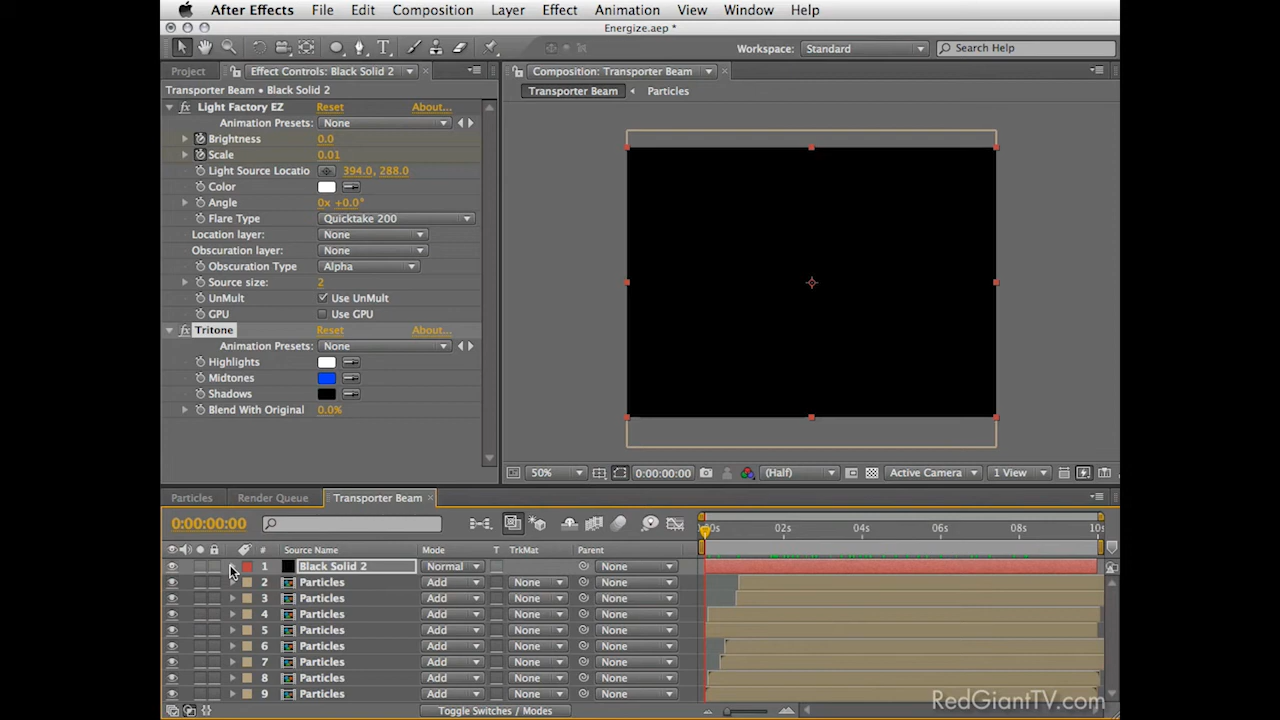 After Effects File Edit Composition Layer Effect Animation View Window Help
Energize.aep *
Workspace: Standard Search Help
Project Effect Controls: Black Solid 2 Composition: Transporter Beam
Transporter Beam • Black Solid 2 Transporter Beam Particles
fx Light Factory EZ Reset About...
Animation Presets: None
Brightness 0.0
Scale 0.01
Light Source Locatio 394.0, 288.0
Color
Angle 0x +0.0°
Flare Type Quicktake 200
Location layer: None
Obscuration layer: None
Obscuration Type Alpha
Source size: 2
UnMult Use UnMult
GPU Use GPU
fx Tritone Reset About...
Animation Presets: None
Highlights
Midtones
Shadows
Blend With Original 0.0%
50% 0:00:00:00 (Half) Active Camera 1 View
Particles Render Queue Transporter Beam
0:00:00:00 00s 02s 04s 06s 08s 10s
# Source Name Mode T TrkMat Parent
1 Black Solid 2 Normal None
2 Particles Add None None
3 Particles Add None None
4 Particles Add None None
5 Particles Add None None
6 Particles Add None None
7 Particles Add None None
8 Particles Add None None
9 Particles Add None None
Toggle Switches / Modes
RedGiantTV.com